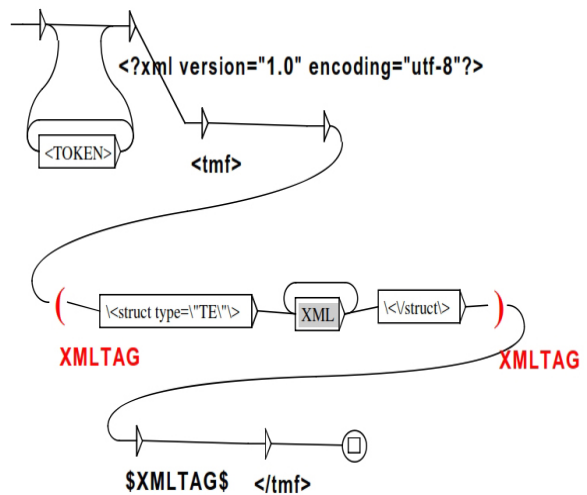 <?xml version="1.0" encoding="utf-8"?>
<TOKEN>
<tmf>
( \<struct type=\"TE\"\> XML \<\/struct\> )
XMLTAG XMLTAG
$XMLTAG$ </tmf>